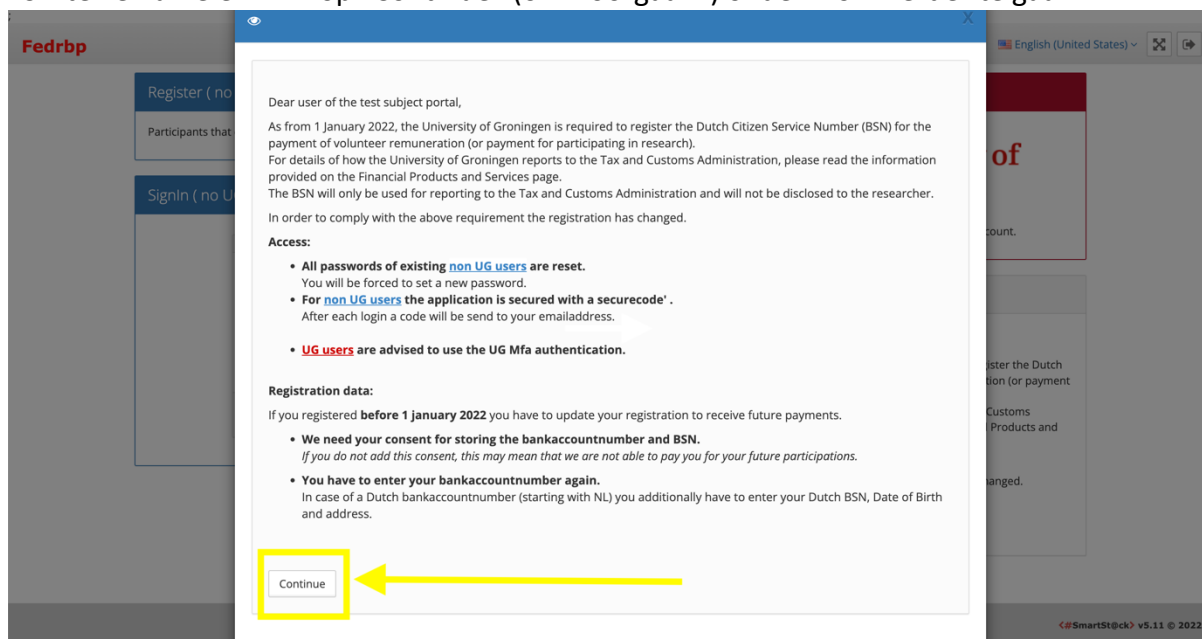 Fedrbp
X
English (United States)
Register ( no
Participants that
SignIn ( no U
Dear user of the test subject portal,
As from 1 January 2022, the University of Groningen is required to register the Dutch Citizen Service Number (BSN) for the
payment of volunteer remuneration (or payment for participating in research).
For details of how the University of Groningen reports to the Tax and Customs Administration, please read the information
provided on the Financial Products and Services page.
The BSN will only be used for reporting to the Tax and Customs Administration and will not be disclosed to the researcher.
In order to comply with the above requirement the registration has changed.
Access:
• All passwords of existing non UG users are reset.
You will be forced to set a new password.
• For non UG users the application is secured with a securecode' .
After each login a code will be send to your emailaddress.
• UG users are advised to use the UG Mfa authentication.
Registration data:
If you registered before 1 january 2022 you have to update your registration to receive future payments.
• We need your consent for storing the bankaccountnumber and BSN.
If you do not add this consent, this may mean that we are not able to pay you for your future participations.
• You have to enter your bankaccountnumber again.
In case of a Dutch bankaccountnumber (starting with NL) you additionally have to enter your Dutch BSN, Date of Birth
and address.
Continue
of
count.
gister the Dutch
tion (or payment
Customs
l Products and
anged.
<#SmartSt@ck> v5.11 © 2022